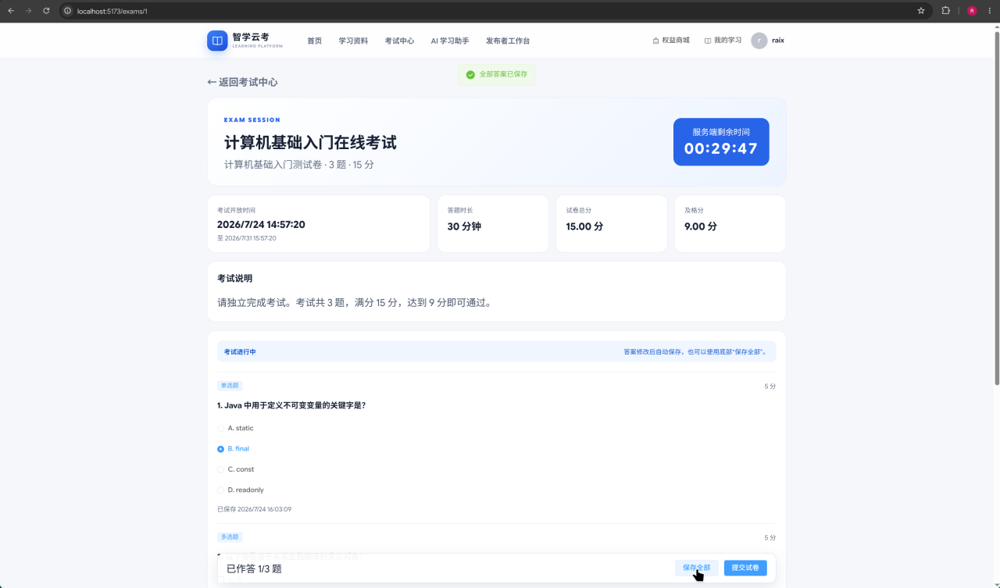 localhost:5173/exams/1
R
智学云考
LEARNING PLATFORM
首页
学习资料
考试中心
AI 学习助手
发布者工作台
权益商城
我的学习
r
raix
全部答案已保存
← 返回考试中心
EXAM SESSION
计算机基础入门在线考试
计算机基础入门测试卷 · 3 题 · 15 分
服务端剩余时间
00:29:47
考试开放时间
2026/7/24 14:57:20
至 2026/7/31 15:57:20
答题时长
30 分钟
试卷总分
15.00 分
及格分
9.00 分
考试说明
请独立完成考试。考试共 3 题，满分 15 分，达到 9 分即可通过。
考试进行中
答案修改后自动保存，也可以使用底部“保存全部”。
单选题
5 分
1. Java 中用于定义不可变变量的关键字是?
A. static
B. final
C. const
D. readonly
已保存 2026/7/24 16:03:09
多选题
5 分
已作答 1/3 题
保存全部
提交试卷